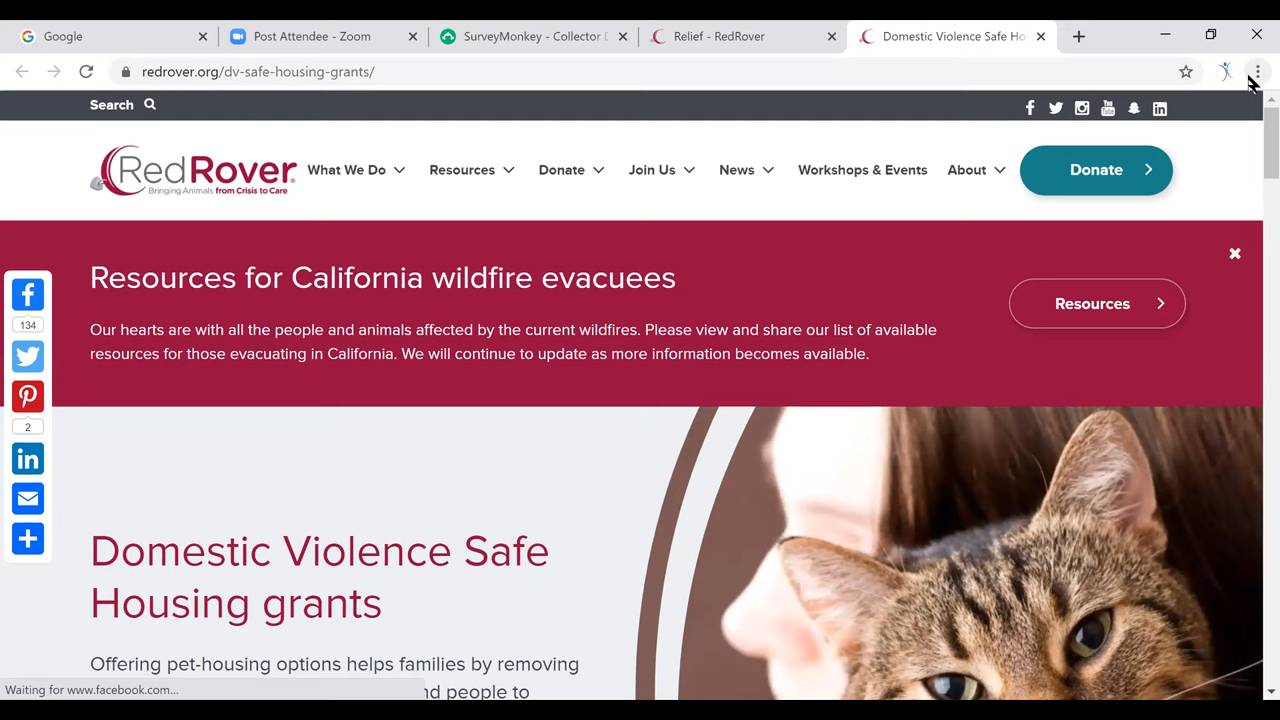 Google
Post Attendee - Zoom
SurveyMonkey - Collector
Relief - RedRover
Domestic Violence Safe Ho
redrover.org/dv-safe-housing-grants/
Search
RedRover
Bringing Animals from Crisis to Care
What We Do
Resources
Donate
Join Us
News
Workshops & Events
About
Donate
Resources for California wildfire evacuees
Our hearts are with all the people and animals affected by the current wildfires. Please view and share our list of available
resources for those evacuating in California. We will continue to update as more information becomes available.
Resources
134
2
Domestic Violence Safe
Housing grants
Offering pet-housing options helps families by removing
nd people to
Waiting for www.facebook.com...